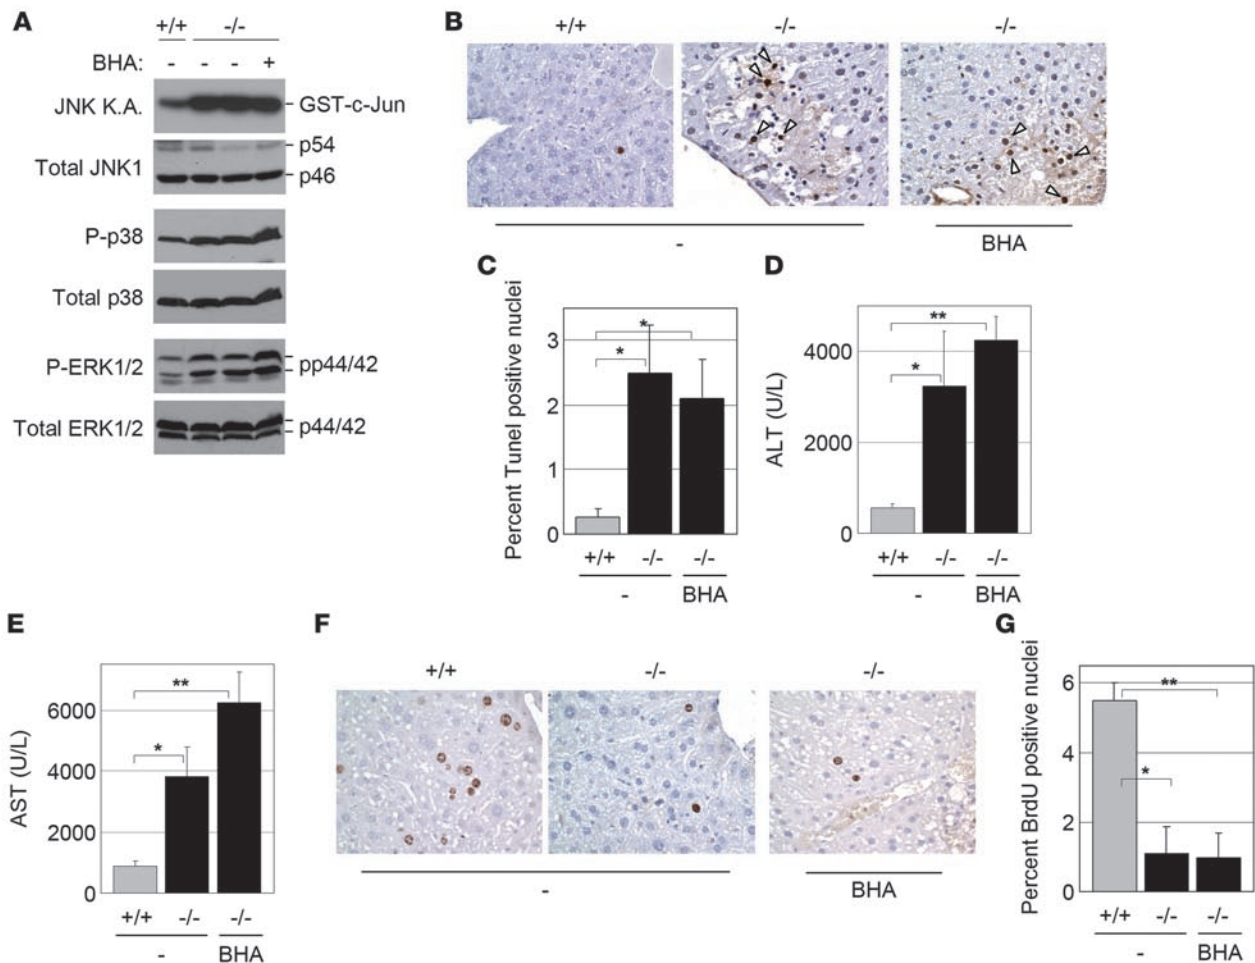 A
+/+ -/-
BHA: - - - +
JNK K.A. GST-c-Jun
Total JNK1 p54
p46
P-p38
Total p38
P-ERK1/2 pp44/42
Total ERK1/2 p44/42
B
+/+ -/- -/-
- BHA
C
Percent Tunel positive nuclei
3
2
1
0
* *
+/+ -/- -/-
- BHA
D
ALT (U/L)
4000
2000
0
**
*
+/+ -/- -/-
- BHA
E
AST (U/L)
6000
4000
2000
0
**
*
+/+ -/- -/-
- BHA
F
+/+ -/- -/-
- BHA
G
Percent BrdU positive nuclei
6
4
2
0
**
*
+/+ -/- -/-
- BHA